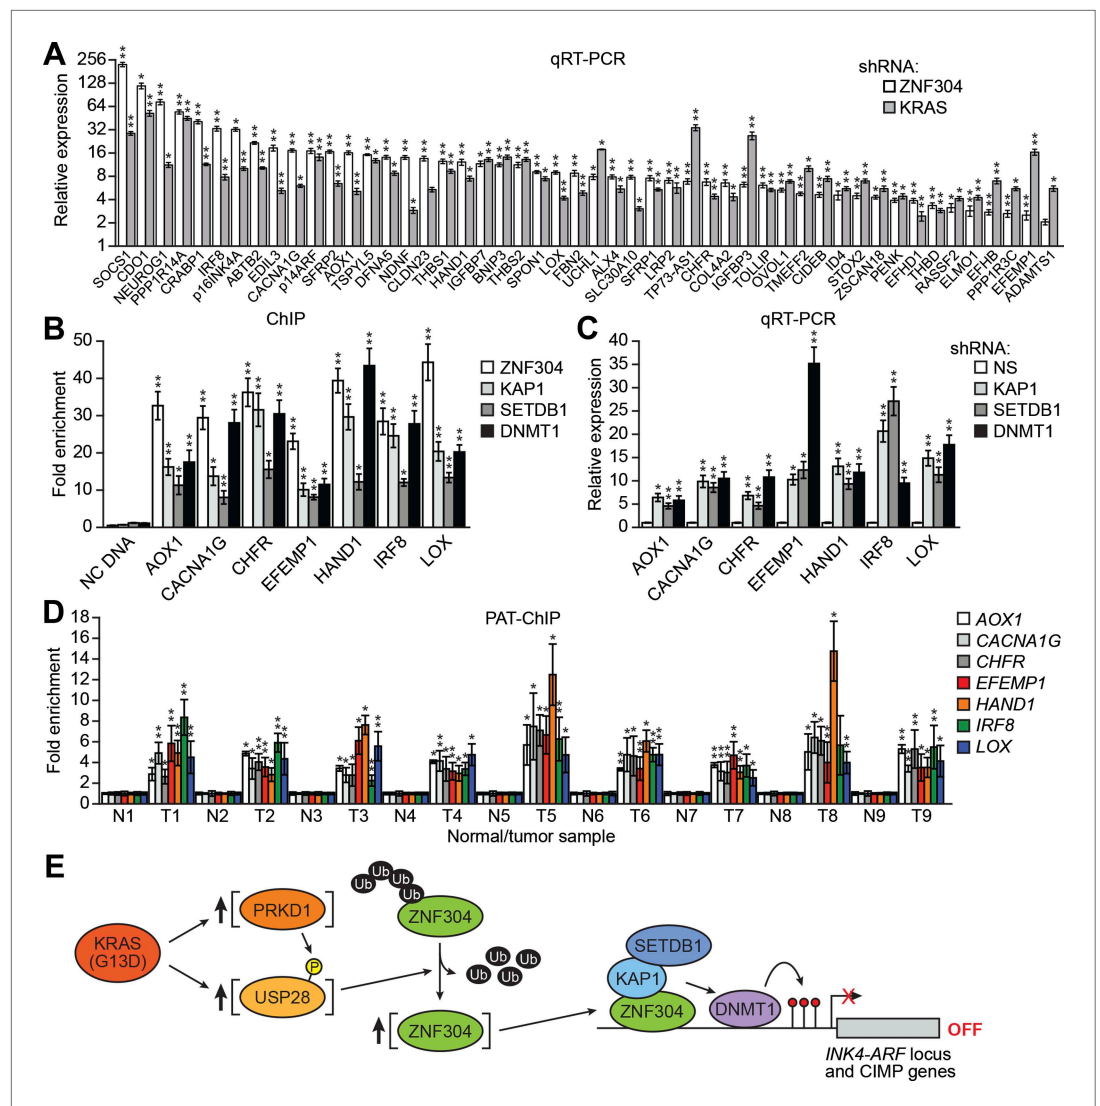 A
qRT-PCR
shRNA:
ZNF304
KRAS
Relative expression
256
128
64
32
16
8
4
2
1
SOCS1
CDO1
NEUROG1
PPP1R14A
CRABP1
IRF8
p16INK4A
ABTB2
EDIL3
CACNA1G
p14ARF
SFRP2
AOX1
TSPYL5
DFNA5
NDNF
CLDN23
THBS1
HAND1
IGFBP7
BNIP3
THBS2
SPON1
LOX
FBN2
UCHL1
ALX4
SLC30A10
SFRP1
TLRP2
TP73-AS1
CHFR
COL4A2
IGFBP3
TOLLIP
OVOL1
TMEFF2
CIDEB
ID4
STOX2
ZSCAN18
PENK
EFHD1
THBD
RASSF2
ELMO1
EFHB
PPP1R3C
EFEMP1
ADAMTS1
B
ChIP
Fold enrichment
50
40
30
20
10
0
ZNF304
KAP1
SETDB1
DNMT1
NC DNA
AOX1
CACNA1G
CHFR
EFEMP1
HAND1
IRF8
LOX
C
qRT-PCR
Relative expression
40
35
30
25
20
15
10
5
0
shRNA:
NS
KAP1
SETDB1
DNMT1
AOX1
CACNA1G
CHFR
EFEMP1
HAND1
IRF8
LOX
D
PAT-ChIP
Fold enrichment
18
16
14
12
10
8
6
4
2
0
AOX1
CACNA1G
CHFR
EFEMP1
HAND1
IRF8
LOX
N1 T1 N2 T2 N3 T3 N4 T4 N5 T5 N6 T6 N7 T7 N8 T8 N9 T9
Normal/tumor sample
E
KRAS
(G13D)
PRKD1
P
USP28
Ub
Ub
Ub
Ub
ZNF304
Ub
Ub
Ub
Ub
ZNF304
SETDB1
KAP1
ZNF304
DNMT1
X
OFF
INK4-ARF locus
and CIMP genes